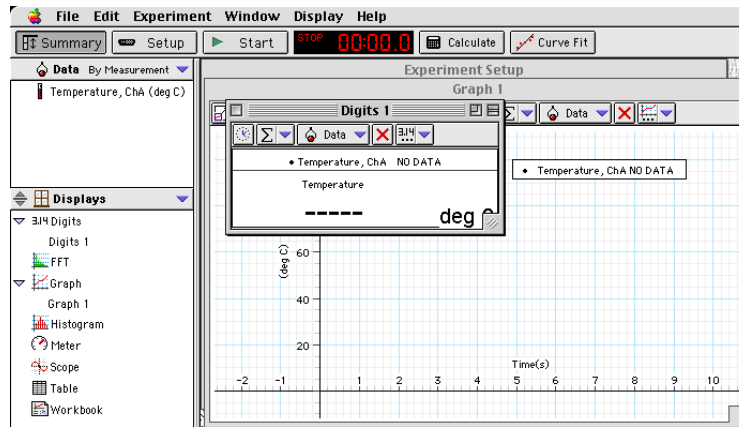 File Edit Experiment Window Display Help
Summary Setup Start STOP 00:00.0 Calculate Curve Fit
Data By Measurement
Temperature, ChA (deg C)
Displays
3.14 Digits
Digits 1
FFT
Graph
Graph 1
Histogram
Meter
Scope
Table
Workbook
Experiment Setup
Graph 1
Σ Data
Digits 1
Σ Data 3.14
• Temperature, ChA NO DATA
Temperature
----- deg C
• Temperature, ChA NO DATA
(deg C)
60
40
20
Time(s)
-2 -1 1 2 3 4 5 6 7 8 9 10